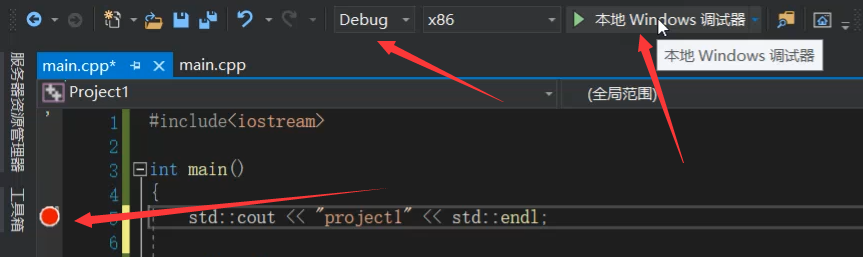 Debug x86 本地 Windows 调试器
本地 Windows 调试器
main.cpp* main.cpp
Project1 (全局范围)
服务器资源管理器
工具箱
1 #include<iostream>
2
3 int main()
4 {
5 std::cout << "project1" << std::endl;
6